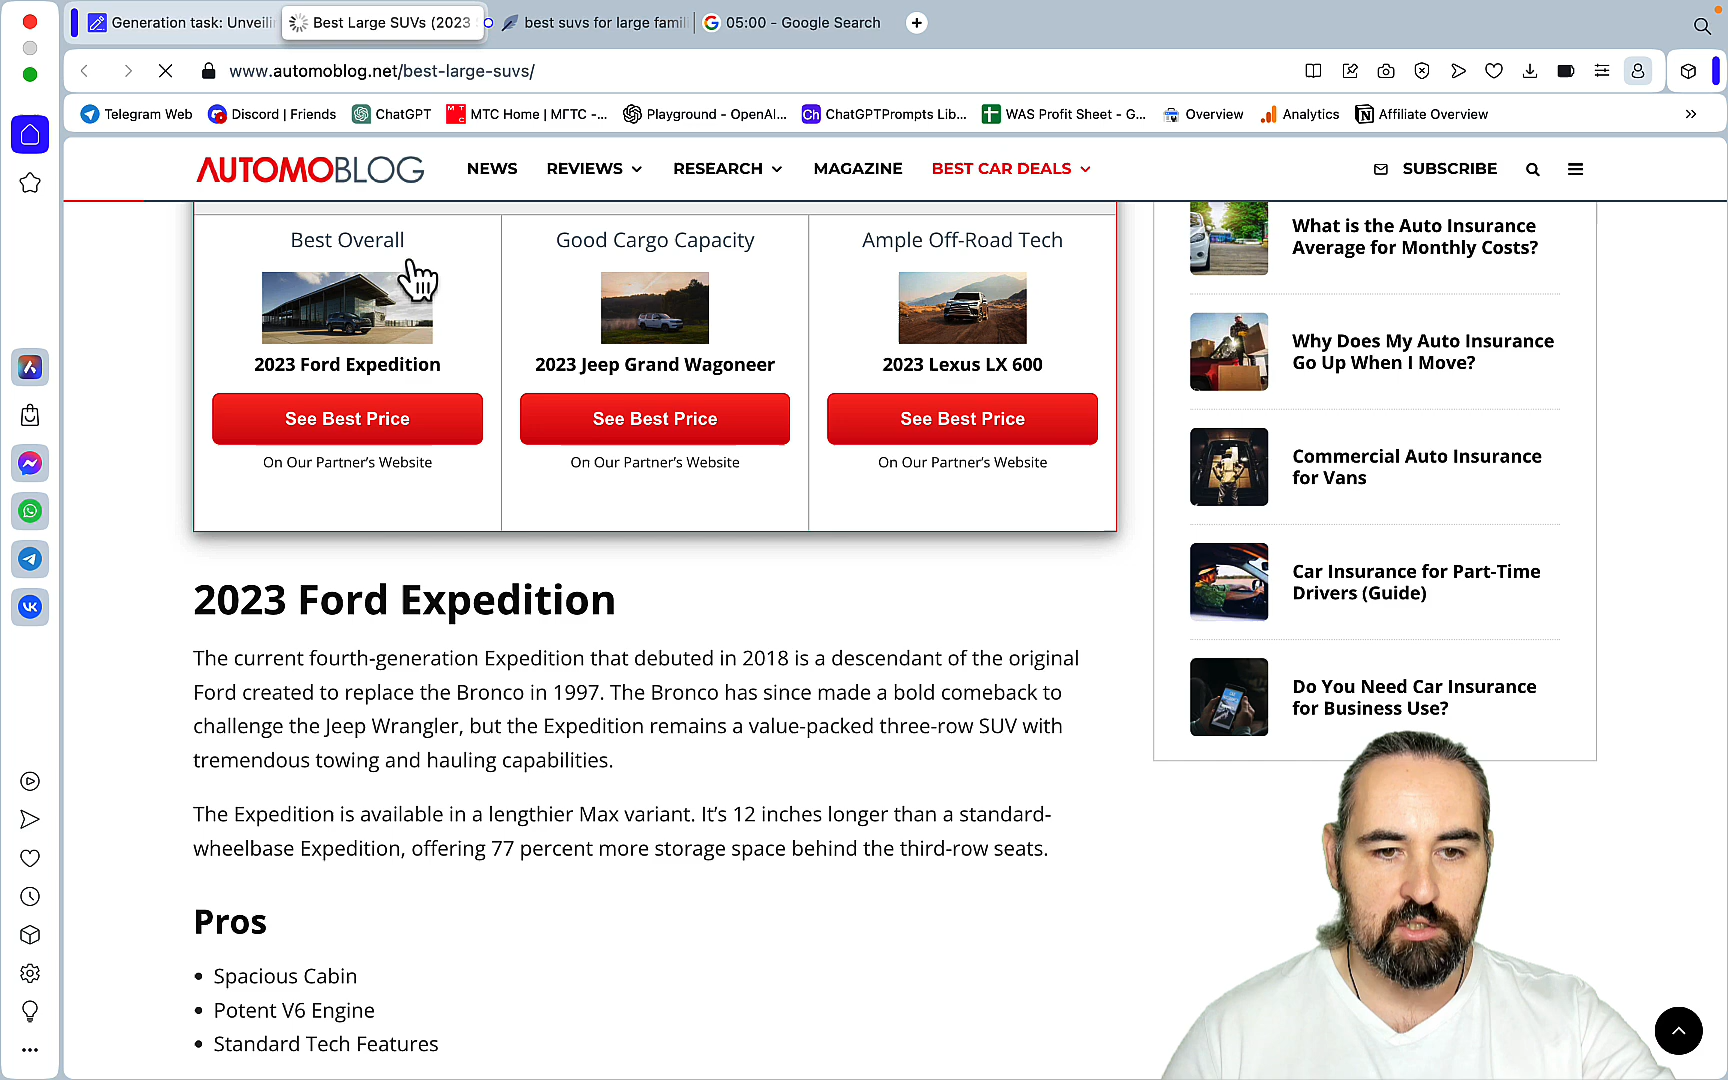 Generation task: Unveili
Best Large SUVs (2023
best suvs for large famil
05:00 - Google Search
www.automoblog.net/best-large-suvs/
Telegram Web
Discord | Friends
ChatGPT
МТС Home | МГТС -...
Playground - OpenAI...
Ch
ChatGPTPrompts Lib...
WAS Profit Sheet - G...
Overview
Analytics
Affiliate Overview
AUTOMOBLOG
NEWS
REVIEWS
RESEARCH
MAGAZINE
BEST CAR DEALS
SUBSCRIBE
Best Overall
Good Cargo Capacity
Ample Off-Road Tech
2023 Ford Expedition
2023 Jeep Grand Wagoneer
2023 Lexus LX 600
See Best Price
See Best Price
See Best Price
On Our Partner's Website
On Our Partner's Website
On Our Partner's Website
2023 Ford Expedition
The current fourth-generation Expedition that debuted in 2018 is a descendant of the original
Ford created to replace the Bronco in 1997. The Bronco has since made a bold comeback to
challenge the Jeep Wrangler, but the Expedition remains a value-packed three-row SUV with
tremendous towing and hauling capabilities.
The Expedition is available in a lengthier Max variant. It's 12 inches longer than a standard-
wheelbase Expedition, offering 77 percent more storage space behind the third-row seats.
Pros
• Spacious Cabin
• Potent V6 Engine
• Standard Tech Features
What is the Auto Insurance
Average for Monthly Costs?
Why Does My Auto Insurance
Go Up When I Move?
Commercial Auto Insurance
for Vans
Car Insurance for Part-Time
Drivers (Guide)
Do You Need Car Insurance
for Business Use?